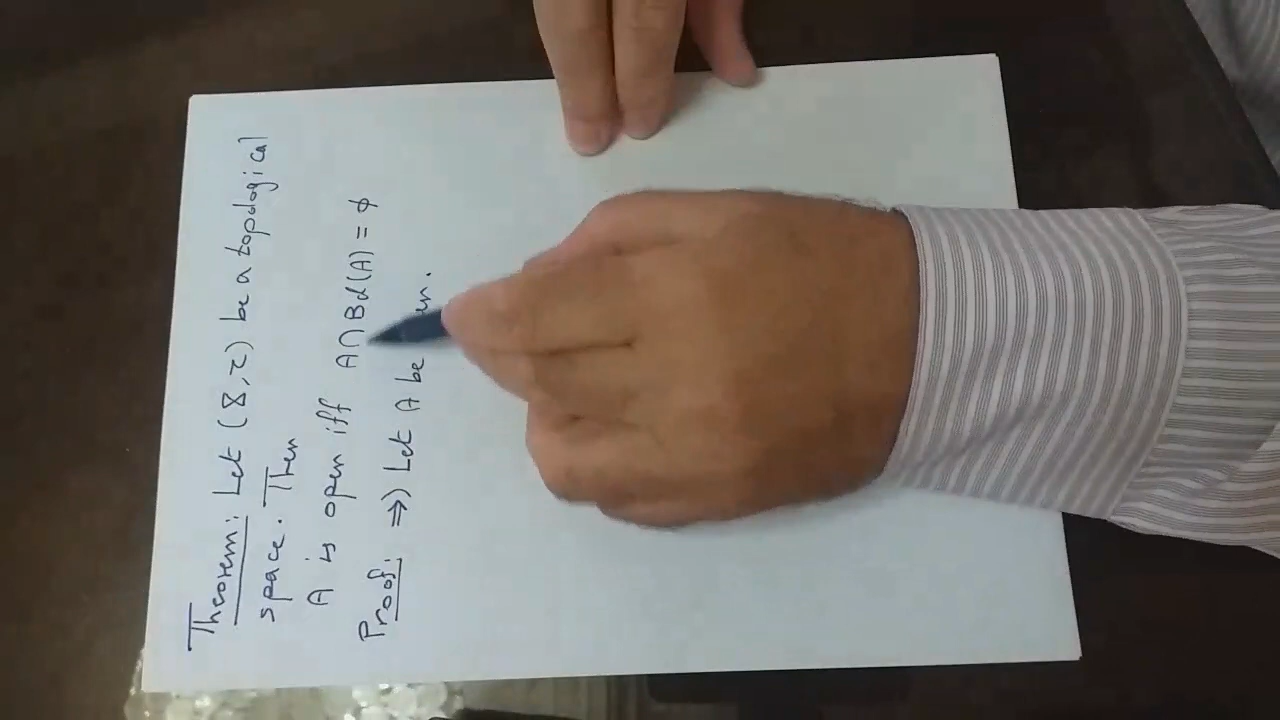 Theorem: Let (X,τ) be a topological
space. Then
A is open iff A∩Bd(A) = ϕ
Proof: ⇒) Let A be